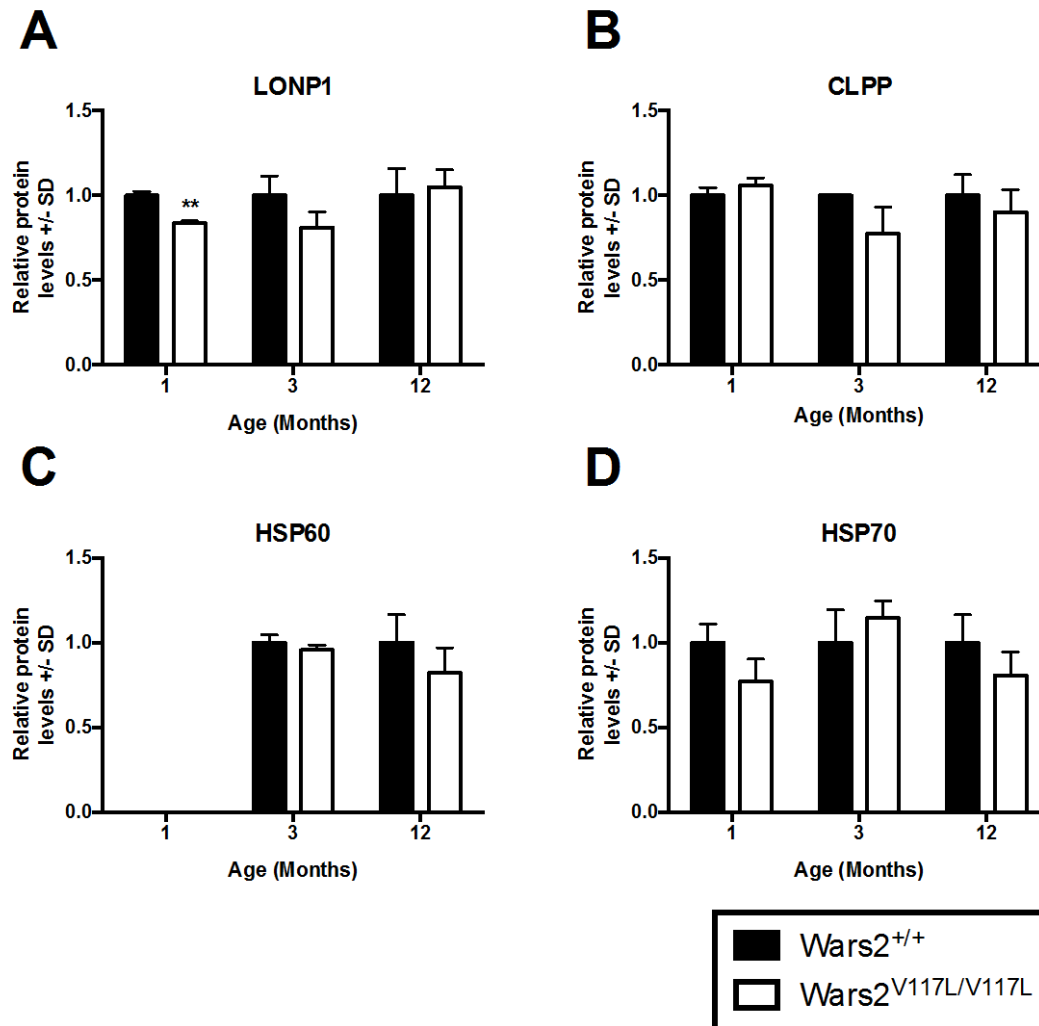 A
LONP1
1.5
1.0
0.5
0.0
Relative protein
levels +/- SD
**
1 3 12
Age (Months)
B
CLPP
1.5
1.0
0.5
0.0
Relative protein
levels +/- SD
1 3 12
Age (Months)
C
HSP60
1.5
1.0
0.5
0.0
Relative protein
levels +/- SD
1 3 12
Age (Months)
D
HSP70
1.5
1.0
0.5
0.0
Relative protein
levels +/- SD
1 3 12
Age (Months)
Wars2+/+
Wars2V117L/V117L